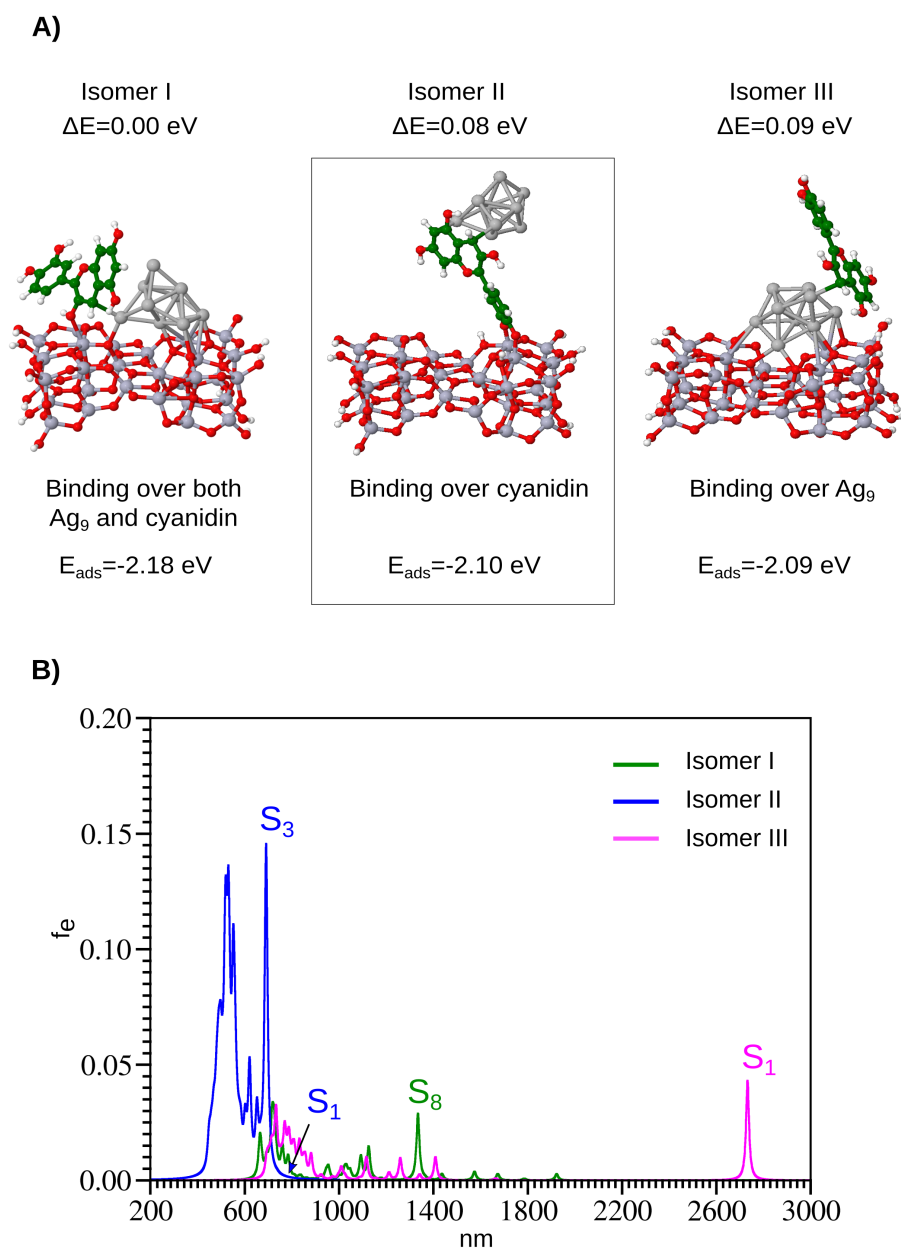 A)
Isomer I
ΔE=0.00 eV
Isomer II
ΔE=0.08 eV
Isomer III
ΔE=0.09 eV
Binding over both
Ag₉ and cyanidin
Eads=-2.18 eV
Binding over cyanidin
Eads=-2.10 eV
Binding over Ag₉
Eads=-2.09 eV
B)
0.20
0.15
0.10
0.05
0.00
fe
Isomer I
Isomer II
Isomer III
S₃
S₁
S₈
S₁
200 600 1000 1400 1800 2200 2600 3000
nm